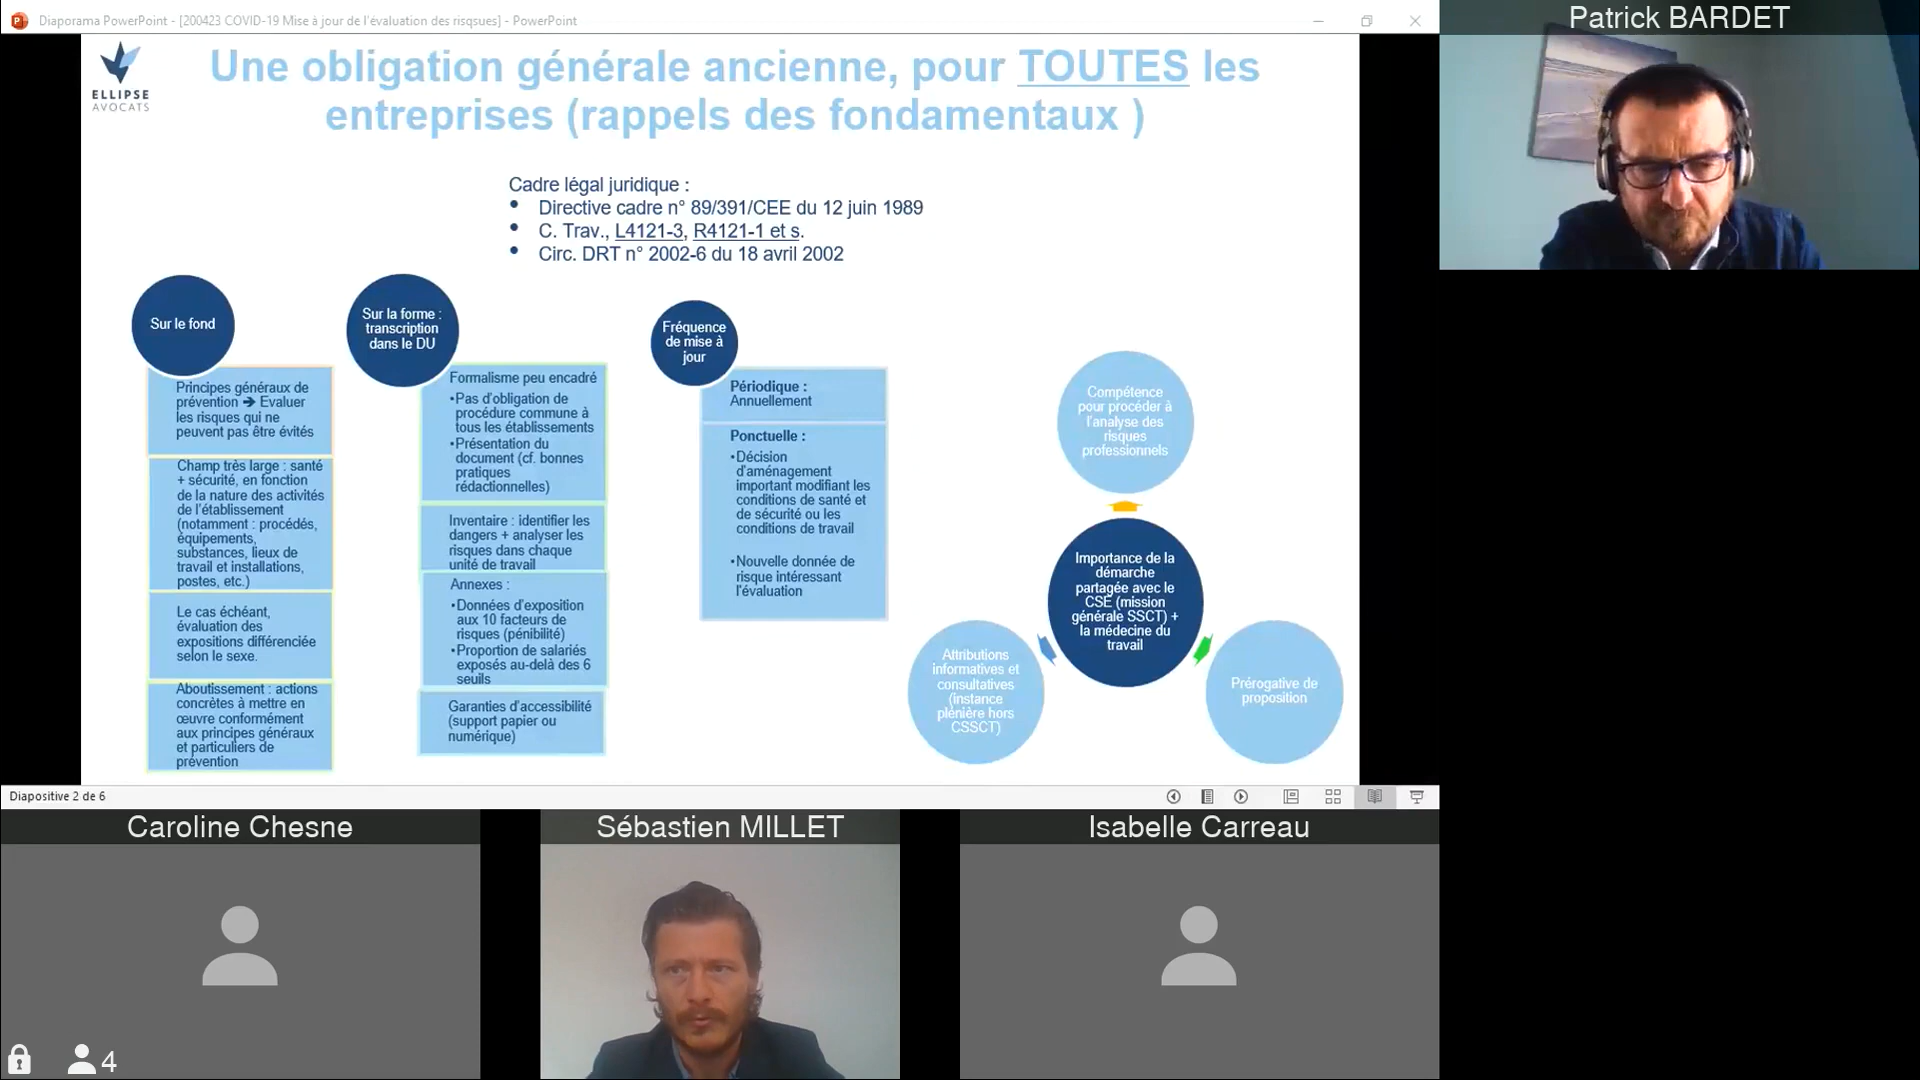 Diaporama PowerPoint - [200423 COVID-19 Mise à jour de l'évaluation des risqsues] - PowerPoint
Patrick BARDET
ELLIPSE
AVOCATS
Une obligation générale ancienne, pour TOUTES les
entreprises (rappels des fondamentaux )
Cadre légal juridique :
• Directive cadre n° 89/391/CEE du 12 juin 1989
• C. Trav., L4121-3, R4121-1 et s.
• Circ. DRT n° 2002-6 du 18 avril 2002
Sur le fond
Principes généraux de
prévention ➔ Evaluer
les risques qui ne
peuvent pas être évités
Champ très large : santé
+ sécurité, en fonction
de la nature des activités
de l'établissement
(notamment : procédés,
équipements,
substances, lieux de
travail et installations,
postes, etc.)
Le cas échéant,
évaluation des
expositions différenciée
selon le sexe.
Aboutissement : actions
concrètes à mettre en
œuvre conformément
aux principes généraux
et particuliers de
prévention
Sur la forme :
transcription
dans le DU
Formalisme peu encadré
•Pas d'obligation de
procédure commune à
tous les établissements
•Présentation du
document (cf. bonnes
pratiques
rédactionnelles)
Inventaire : identifier les
dangers + analyser les
risques dans chaque
unité de travail
Annexes :
•Données d'exposition
aux 10 facteurs de
risques (pénibilité)
•Proportion de salariés
exposés au-delà des 6
seuils
Garanties d'accessibilité
(support papier ou
numérique)
Fréquence
de mise à
jour
Périodique :
Annuellement
Ponctuelle :
•Décision
d'aménagement
important modifiant les
conditions de santé et
de sécurité ou les
conditions de travail
•Nouvelle donnée de
risque intéressant
l'évaluation
Compétence
pour procéder à
l'analyse des
risques
professionnels
Importance de la
démarche
partagée avec le
CSE (mission
générale SSCT) +
la médecine du
travail
Attributions
informatives et
consultatives
(instance
plénière hors
CSSCT)
Prérogative de
proposition
Diapositive 2 de 6
Caroline Chesne
Sébastien MILLET
Isabelle Carreau
4